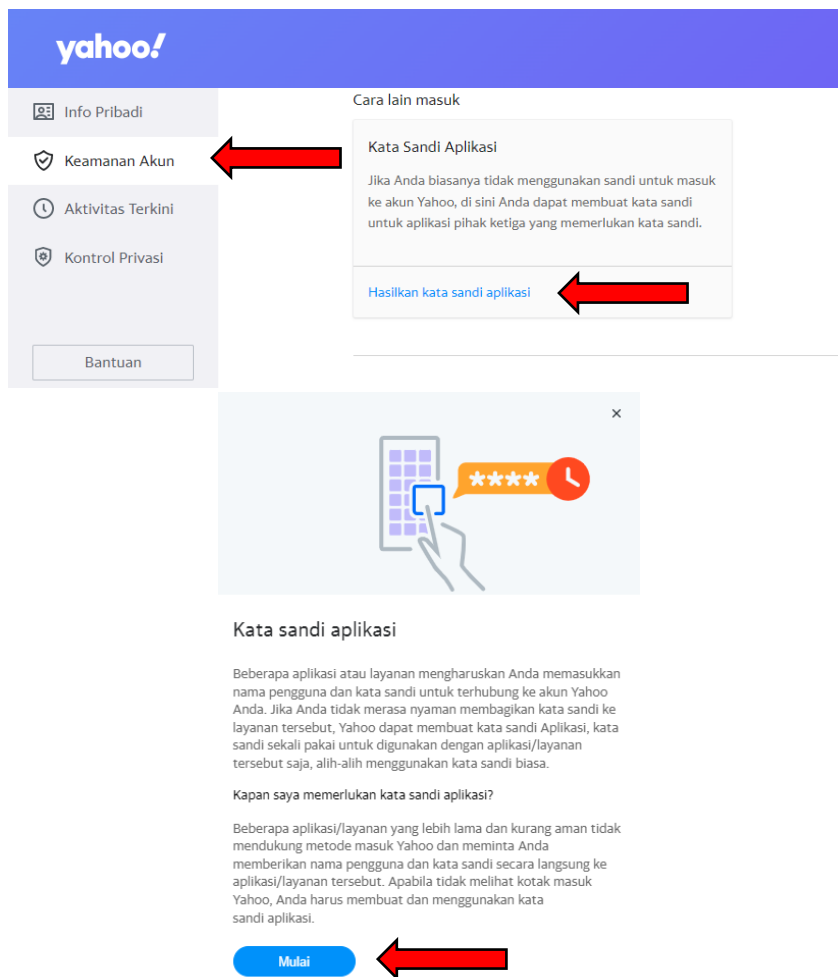 yahoo!
Info Pribadi
Keamanan Akun
Aktivitas Terkini
Kontrol Privasi
Bantuan
Cara lain masuk
Kata Sandi Aplikasi
Jika Anda biasanya tidak menggunakan sandi untuk masuk
ke akun Yahoo, di sini Anda dapat membuat kata sandi
untuk aplikasi pihak ketiga yang memerlukan kata sandi.
Hasilkan kata sandi aplikasi
×
****
Kata sandi aplikasi
Beberapa aplikasi atau layanan mengharuskan Anda memasukkan
nama pengguna dan kata sandi untuk terhubung ke akun Yahoo
Anda. Jika Anda tidak merasa nyaman membagikan kata sandi ke
layanan tersebut, Yahoo dapat membuat kata sandi Aplikasi, kata
sandi sekali pakai untuk digunakan dengan aplikasi/layanan
tersebut saja, alih-alih menggunakan kata sandi biasa.
Kapan saya memerlukan kata sandi aplikasi?
Beberapa aplikasi/layanan yang lebih lama dan kurang aman tidak
mendukung metode masuk Yahoo dan meminta Anda
memberikan nama pengguna dan kata sandi secara langsung ke
aplikasi/layanan tersebut. Apabila tidak melihat kotak masuk
Yahoo, Anda harus membuat dan menggunakan kata
sandi aplikasi.
Mulai